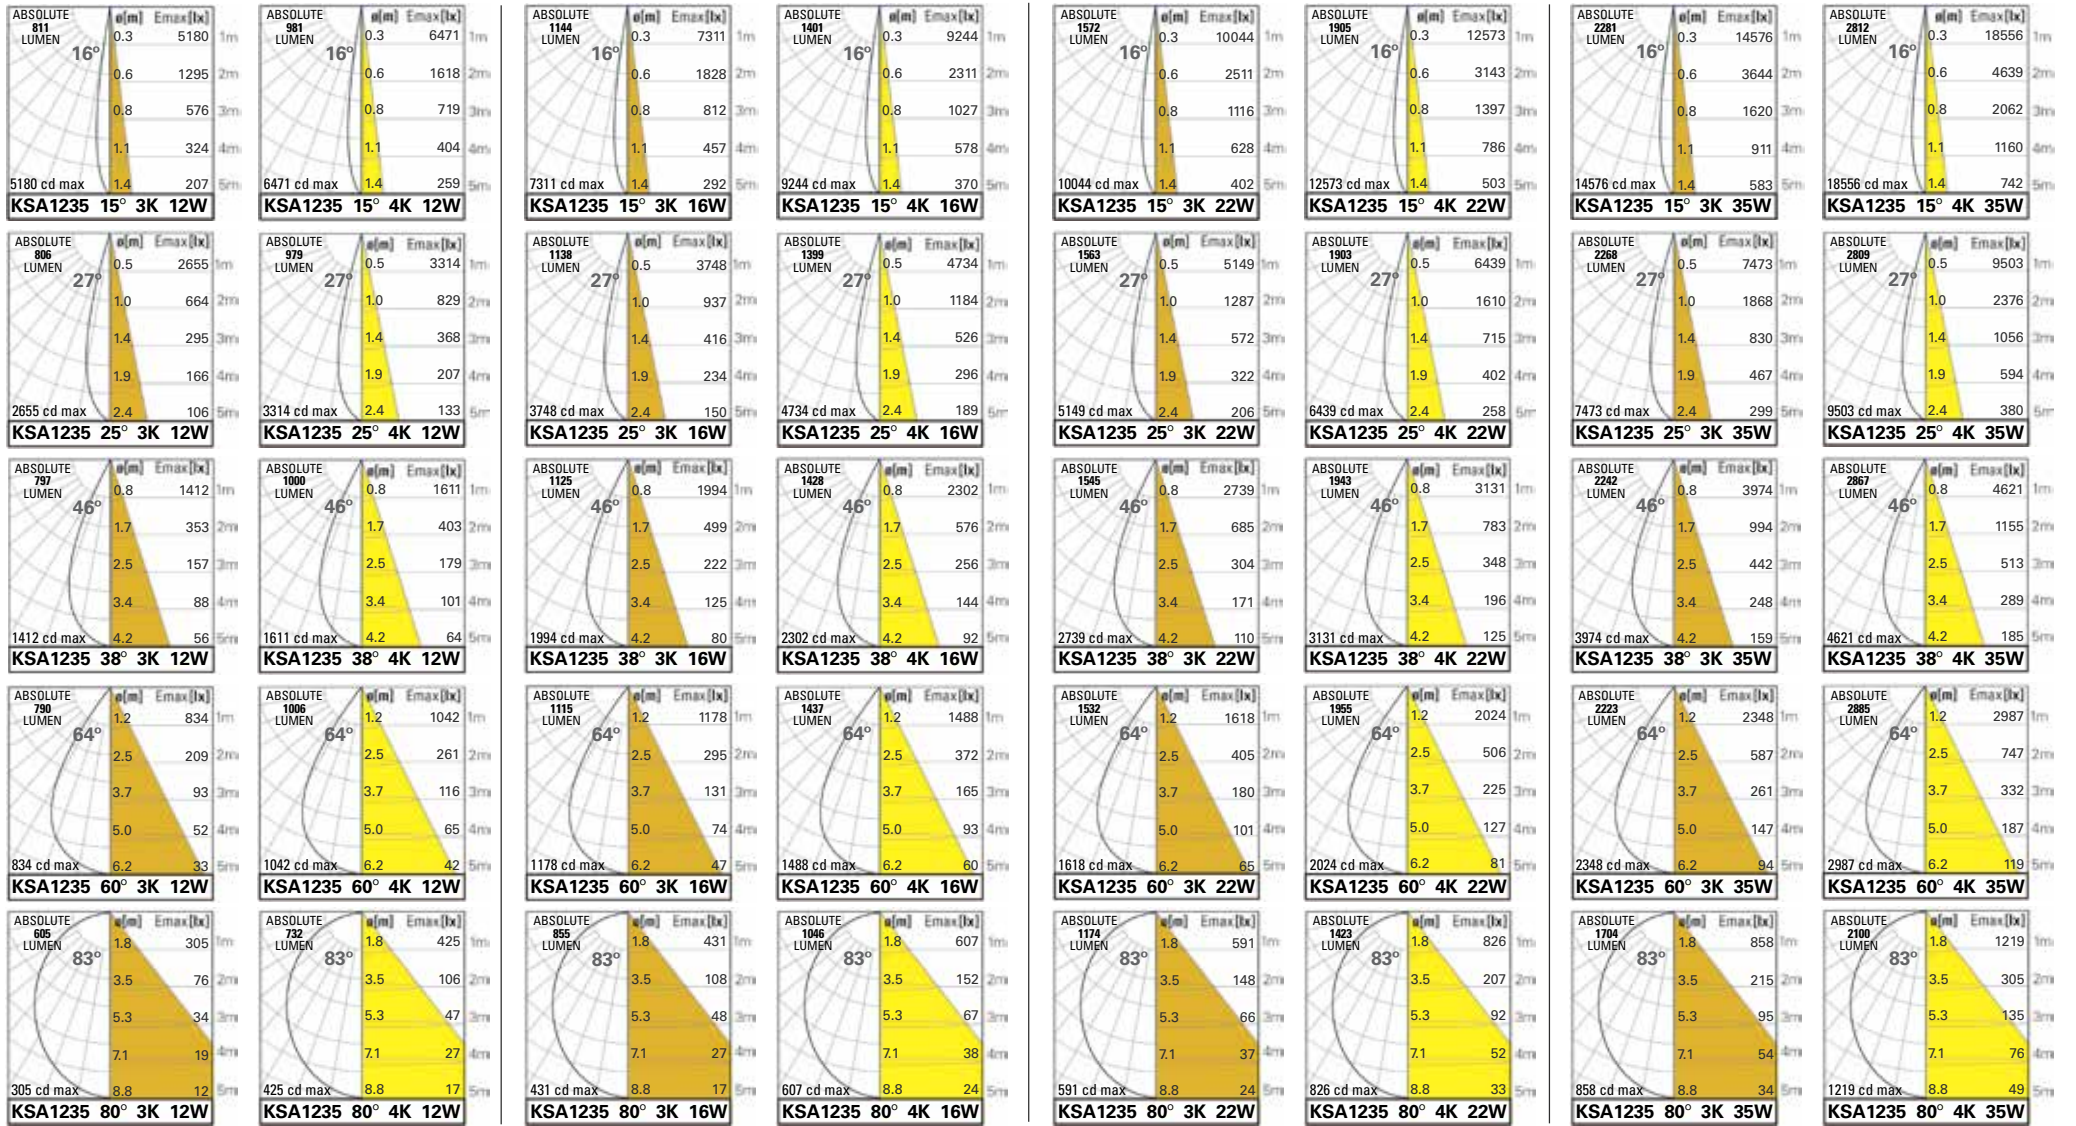 ABSOLUTE ø[m] Emax[lx]
811
LUMEN 0.3 5180 1m
16°
0.6 1295 2m
0.8 576 3m
1.1 324 4m
5180 cd max 1.4 207 5m
KSA1235 15° 3K 12W
ABSOLUTE ø[m] Emax[lx]
981
LUMEN 0.3 6471 1m
16°
0.6 1618 2m
0.8 719 3m
1.1 404 4m
6471 cd max 1.4 259 5m
KSA1235 15° 4K 12W
ABSOLUTE ø[m] Emax[lx]
1144
LUMEN 0.3 7311 1m
16°
0.6 1828 2m
0.8 812 3m
1.1 457 4m
7311 cd max 1.4 292 5m
KSA1235 15° 3K 16W
ABSOLUTE ø[m] Emax[lx]
1401
LUMEN 0.3 9244 1m
16°
0.6 2311 2m
0.8 1027 3m
1.1 578 4m
9244 cd max 1.4 370 5m
KSA1235 15° 4K 16W
ABSOLUTE ø[m] Emax[lx]
1572
LUMEN 0.3 10044 1m
16°
0.6 2511 2m
0.8 1116 3m
1.1 628 4m
10044 cd max 1.4 402 5m
KSA1235 15° 3K 22W
ABSOLUTE ø[m] Emax[lx]
1905
LUMEN 0.3 12573 1m
16°
0.6 3143 2m
0.8 1397 3m
1.1 786 4m
12573 cd max 1.4 503 5m
KSA1235 15° 4K 22W
ABSOLUTE ø[m] Emax[lx]
2281
LUMEN 0.3 14576 1m
16°
0.6 3644 2m
0.8 1620 3m
1.1 911 4m
14576 cd max 1.4 583 5m
KSA1235 15° 3K 35W
ABSOLUTE ø[m] Emax[lx]
2812
LUMEN 0.3 18556 1m
16°
0.6 4639 2m
0.8 2062 3m
1.1 1160 4m
18556 cd max 1.4 742 5m
KSA1235 15° 4K 35W
ABSOLUTE ø[m] Emax[lx]
806
LUMEN 0.5 2655 1m
27°
1.0 664 2m
1.4 295 3m
1.9 166 4m
2655 cd max 2.4 106 5m
KSA1235 25° 3K 12W
ABSOLUTE ø[m] Emax[lx]
979
LUMEN 0.5 3314 1m
27°
1.0 829 2m
1.4 368 3m
1.9 207 4m
3314 cd max 2.4 133 5m
KSA1235 25° 4K 12W
ABSOLUTE ø[m] Emax[lx]
1138
LUMEN 0.5 3748 1m
27°
1.0 937 2m
1.4 416 3m
1.9 234 4m
3748 cd max 2.4 150 5m
KSA1235 25° 3K 16W
ABSOLUTE ø[m] Emax[lx]
1399
LUMEN 0.5 4734 1m
27°
1.0 1184 2m
1.4 526 3m
1.9 296 4m
4734 cd max 2.4 189 5m
KSA1235 25° 4K 16W
ABSOLUTE ø[m] Emax[lx]
1563
LUMEN 0.5 5149 1m
27°
1.0 1287 2m
1.4 572 3m
1.9 322 4m
5149 cd max 2.4 206 5m
KSA1235 25° 3K 22W
ABSOLUTE ø[m] Emax[lx]
1903
LUMEN 0.5 6439 1m
27°
1.0 1610 2m
1.4 715 3m
1.9 402 4m
6439 cd max 2.4 258 5m
KSA1235 25° 4K 22W
ABSOLUTE ø[m] Emax[lx]
2268
LUMEN 0.5 7473 1m
27°
1.0 1868 2m
1.4 830 3m
1.9 467 4m
7473 cd max 2.4 299 5m
KSA1235 25° 3K 35W
ABSOLUTE ø[m] Emax[lx]
2809
LUMEN 0.5 9503 1m
27°
1.0 2376 2m
1.4 1056 3m
1.9 594 4m
9503 cd max 2.4 380 5m
KSA1235 25° 4K 35W
ABSOLUTE ø[m] Emax[lx]
797
LUMEN 0.8 1412 1m
46°
1.7 353 2m
2.5 157 3m
3.4 88 4m
1412 cd max 4.2 56 5m
KSA1235 38° 3K 12W
ABSOLUTE ø[m] Emax[lx]
1000
LUMEN 0.8 1611 1m
46°
1.7 403 2m
2.5 179 3m
3.4 101 4m
1611 cd max 4.2 64 5m
KSA1235 38° 4K 12W
ABSOLUTE ø[m] Emax[lx]
1125
LUMEN 0.8 1994 1m
46°
1.7 499 2m
2.5 222 3m
3.4 125 4m
1994 cd max 4.2 80 5m
KSA1235 38° 3K 16W
ABSOLUTE ø[m] Emax[lx]
1428
LUMEN 0.8 2302 1m
46°
1.7 576 2m
2.5 256 3m
3.4 144 4m
2302 cd max 4.2 92 5m
KSA1235 38° 4K 16W
ABSOLUTE ø[m] Emax[lx]
1545
LUMEN 0.8 2739 1m
46°
1.7 685 2m
2.5 304 3m
3.4 171 4m
2739 cd max 4.2 110 5m
KSA1235 38° 3K 22W
ABSOLUTE ø[m] Emax[lx]
1943
LUMEN 0.8 3131 1m
46°
1.7 783 2m
2.5 348 3m
3.4 196 4m
3131 cd max 4.2 125 5m
KSA1235 38° 4K 22W
ABSOLUTE ø[m] Emax[lx]
2242
LUMEN 0.8 3974 1m
46°
1.7 994 2m
2.5 442 3m
3.4 248 4m
3974 cd max 4.2 159 5m
KSA1235 38° 3K 35W
ABSOLUTE ø[m] Emax[lx]
2867
LUMEN 0.8 4621 1m
46°
1.7 1155 2m
2.5 513 3m
3.4 289 4m
4621 cd max 4.2 185 5m
KSA1235 38° 4K 35W
ABSOLUTE ø[m] Emax[lx]
790
LUMEN 1.2 834 1m
64°
2.5 209 2m
3.7 93 3m
5.0 52 4m
834 cd max 6.2 33 5m
KSA1235 60° 3K 12W
ABSOLUTE ø[m] Emax[lx]
1006
LUMEN 1.2 1042 1m
64°
2.5 261 2m
3.7 116 3m
5.0 65 4m
1042 cd max 6.2 42 5m
KSA1235 60° 4K 12W
ABSOLUTE ø[m] Emax[lx]
1115
LUMEN 1.2 1178 1m
64°
2.5 295 2m
3.7 131 3m
5.0 74 4m
1178 cd max 6.2 47 5m
KSA1235 60° 3K 16W
ABSOLUTE ø[m] Emax[lx]
1437
LUMEN 1.2 1488 1m
64°
2.5 372 2m
3.7 165 3m
5.0 93 4m
1488 cd max 6.2 60 5m
KSA1235 60° 4K 16W
ABSOLUTE ø[m] Emax[lx]
1532
LUMEN 1.2 1618 1m
64°
2.5 405 2m
3.7 180 3m
5.0 101 4m
1618 cd max 6.2 65 5m
KSA1235 60° 3K 22W
ABSOLUTE ø[m] Emax[lx]
1955
LUMEN 1.2 2024 1m
64°
2.5 506 2m
3.7 225 3m
5.0 127 4m
2024 cd max 6.2 81 5m
KSA1235 60° 4K 22W
ABSOLUTE ø[m] Emax[lx]
2223
LUMEN 1.2 2348 1m
64°
2.5 587 2m
3.7 261 3m
5.0 147 4m
2348 cd max 6.2 94 5m
KSA1235 60° 3K 35W
ABSOLUTE ø[m] Emax[lx]
2885
LUMEN 1.2 2987 1m
64°
2.5 747 2m
3.7 332 3m
5.0 187 4m
2987 cd max 6.2 119 5m
KSA1235 60° 4K 35W
ABSOLUTE ø[m] Emax[lx]
605
LUMEN 1.8 305 1m
83°
3.5 76 2m
5.3 34 3m
7.1 19 4m
305 cd max 8.8 12 5m
KSA1235 80° 3K 12W
ABSOLUTE ø[m] Emax[lx]
732
LUMEN 1.8 425 1m
83°
3.5 106 2m
5.3 47 3m
7.1 27 4m
425 cd max 8.8 17 5m
KSA1235 80° 4K 12W
ABSOLUTE ø[m] Emax[lx]
855
LUMEN 1.8 431 1m
83°
3.5 108 2m
5.3 48 3m
7.1 27 4m
431 cd max 8.8 17 5m
KSA1235 80° 3K 16W
ABSOLUTE ø[m] Emax[lx]
1046
LUMEN 1.8 607 1m
83°
3.5 152 2m
5.3 67 3m
7.1 38 4m
607 cd max 8.8 24 5m
KSA1235 80° 4K 16W
ABSOLUTE ø[m] Emax[lx]
1174
LUMEN 1.8 591 1m
83°
3.5 148 2m
5.3 66 3m
7.1 37 4m
591 cd max 8.8 24 5m
KSA1235 80° 3K 22W
ABSOLUTE ø[m] Emax[lx]
1423
LUMEN 1.8 826 1m
83°
3.5 207 2m
5.3 92 3m
7.1 52 4m
826 cd max 8.8 33 5m
KSA1235 80° 4K 22W
ABSOLUTE ø[m] Emax[lx]
1704
LUMEN 1.8 858 1m
83°
3.5 215 2m
5.3 95 3m
7.1 54 4m
858 cd max 8.8 34 5m
KSA1235 80° 3K 35W
ABSOLUTE ø[m] Emax[lx]
2100
LUMEN 1.8 1219 1m
83°
3.5 305 2m
5.3 135 3m
7.1 76 4m
1219 cd max 8.8 49 5m
KSA1235 80° 4K 35W